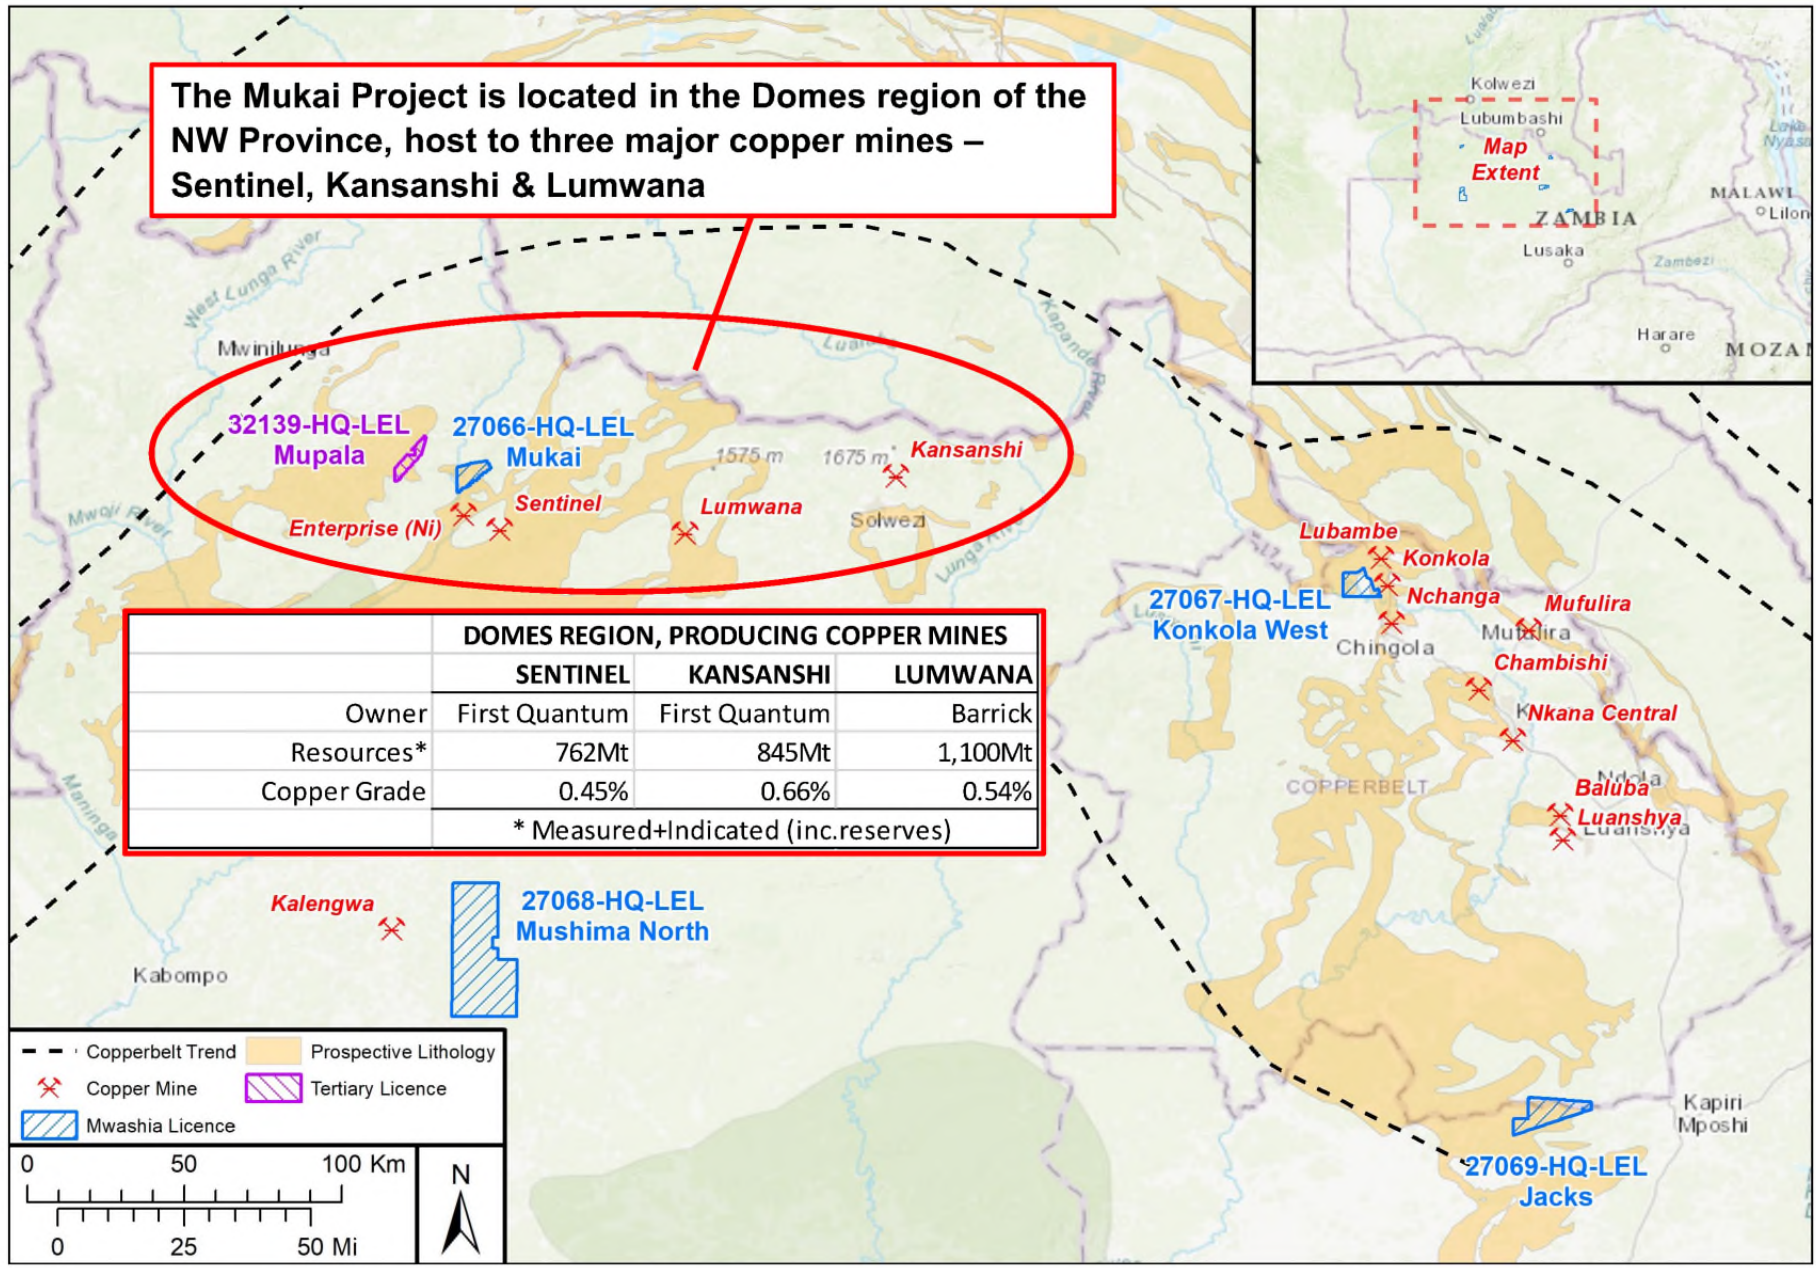 The Mukai Project is located in the Domes region of the
NW Province, host to three major copper mines –
Sentinel, Kansanshi & Lumwana
Kolwezi
Lubumbashi
Map
Extent
MALAWI
Lilon
ZAMBIA
Lusaka
Zambezi
Harare
MOZAM
West Lunga River
Mwinilunga
Lualaba
Kapande River
32139-HQ-LEL
Mupala
27066-HQ-LEL
Mukai
1575 m
1675 m
Kansanshi
Mwoji River
Enterprise (Ni)
Sentinel
Lumwana
Solwezi
Lunga River
Lubambe
Konkola
27067-HQ-LEL
Konkola West
Nchanga
Chingola
Mufulira
Mufulira
Chambishi
Nkana Central
COPPERBELT
Ndola
Baluba
Luanshya
Luanshya
DOMES REGION, PRODUCING COPPER MINES
SENTINEL KANSANSHI LUMWANA
Owner First Quantum First Quantum Barrick
Resources* 762Mt 845Mt 1,100Mt
Copper Grade 0.45% 0.66% 0.54%
* Measured+Indicated (inc.reserves)
Maninga
Kalengwa
27068-HQ-LEL
Mushima North
Kabompo
Kapiri
Mposhi
27069-HQ-LEL
Jacks
Copperbelt Trend
Prospective Lithology
Copper Mine
Tertiary Licence
Mwashia Licence
0 50 100 Km
0 25 50 Mi
N